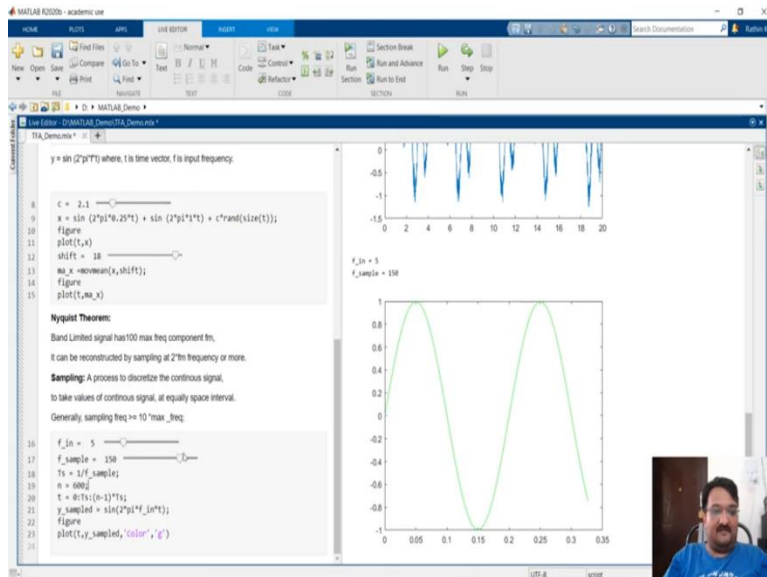 MATLAB R2020b - academic use
HOME PLOTS APPS LIVE EDITOR INSERT VIEW
Search Documentation
Rathin K
New Open Save
Find Files
Compare
Print
Go To
Find
Text
Normal
B I U M
Code
Task
Control
Refactor
Run Section
Section Break
Run and Advance
Run to End
Run Step Stop
FILE NAVIGATE TEXT CODE SECTION RUN
D: MATLAB_Demo
Current Folder
Live Editor - D:\MATLAB_Demo\TFA_Demo.mlx *
TFA_Demo.mlx * +
y = sin (2*pi*f*t) where, t is time vector, f is input frequency.
8 c = 2.1
9 x = sin (2*pi*0.25*t) + sin (2*pi*1*t) + c*rand(size(t));
10 figure
11 plot(t,x)
12 shift = 18
13 ma_x =movmean(x,shift);
14 figure
15 plot(t,ma_x)
Nyquist Theorem:
Band Limited signal has100 max freq component fm,
it can be reconstructed by sampling at 2*fm frequency or more.
Sampling: A process to discretize the continous signal,
to take values of continous signal, at equally space interval.
Generally, sampling freq >= 10 *max _freq;
16 f_in = 5
17 f_sample = 150
18 Ts = 1/f_sample;
19 n = 600;
20 t = 0:Ts:(n-1)*Ts;
21 y_sampled = sin(2*pi*f_in*t);
22 figure
23 plot(t,y_sampled,'Color','g')
24
0
-0.5
-1
-1.5
0 2 4 6 8 10 12 14 16 18 20
f_in = 5
f_sample = 150
1
0.8
0.6
0.4
0.2
0
-0.2
-0.4
-0.6
-0.8
-1
0 0.05 0.1 0.15 0.2 0.25 0.3 0.35
UTF-8 script